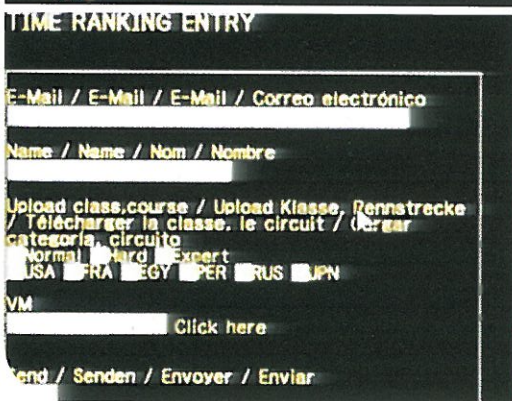 TIME RANKING ENTRY
E-Mail / E-Mail / E-Mail / Correo electrónico
Name / Name / Nom / Nombre
Upload class,course / Upload Klasse, Rennstrecke
/ Télécharger la classe, le circuit / Cargar
categoría, circuito
Normal Hard Expert
USA FRA EGY PER RUS JPN
VM
Click here
Send / Senden / Envoyer / Enviar